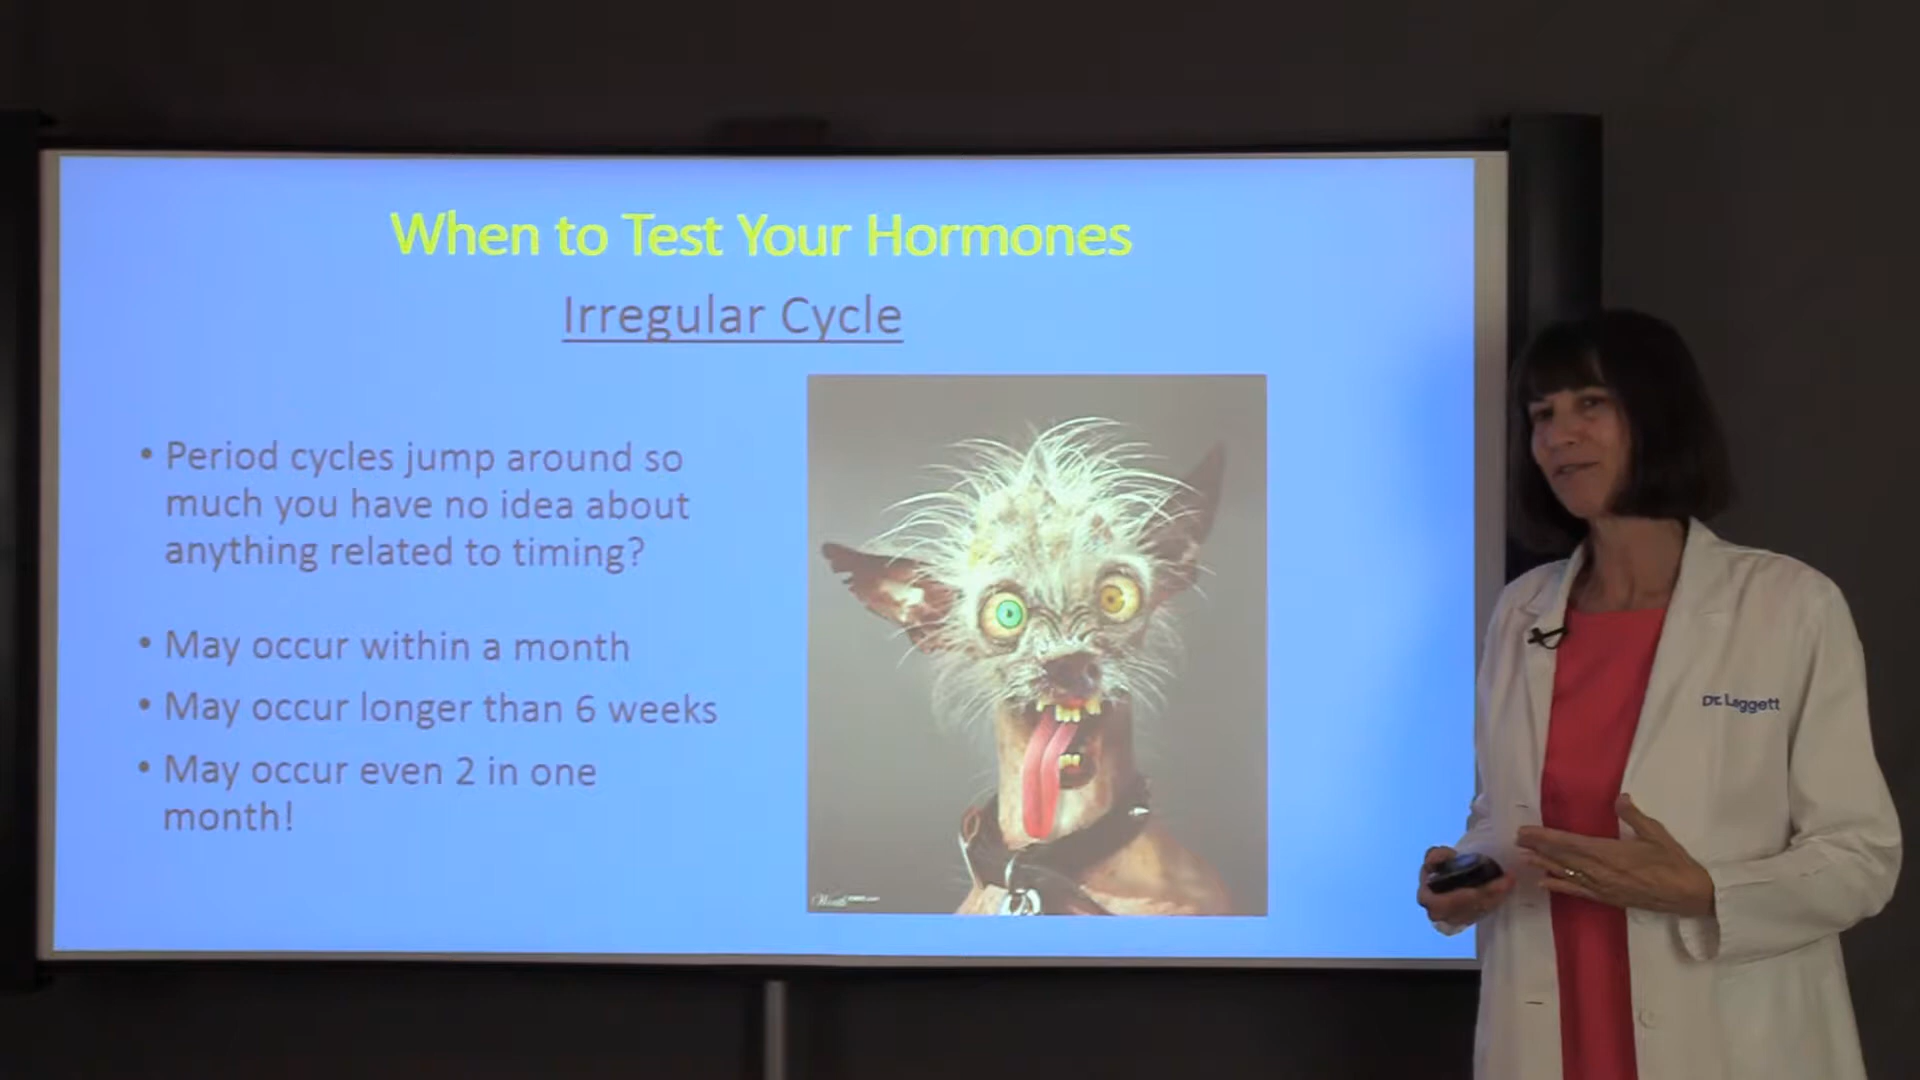 When to Test Your Hormones
Irregular Cycle
• Period cycles jump around so
much you have no idea about
anything related to timing?
• May occur within a month
• May occur longer than 6 weeks
• May occur even 2 in one
month!
Dr. Leggett